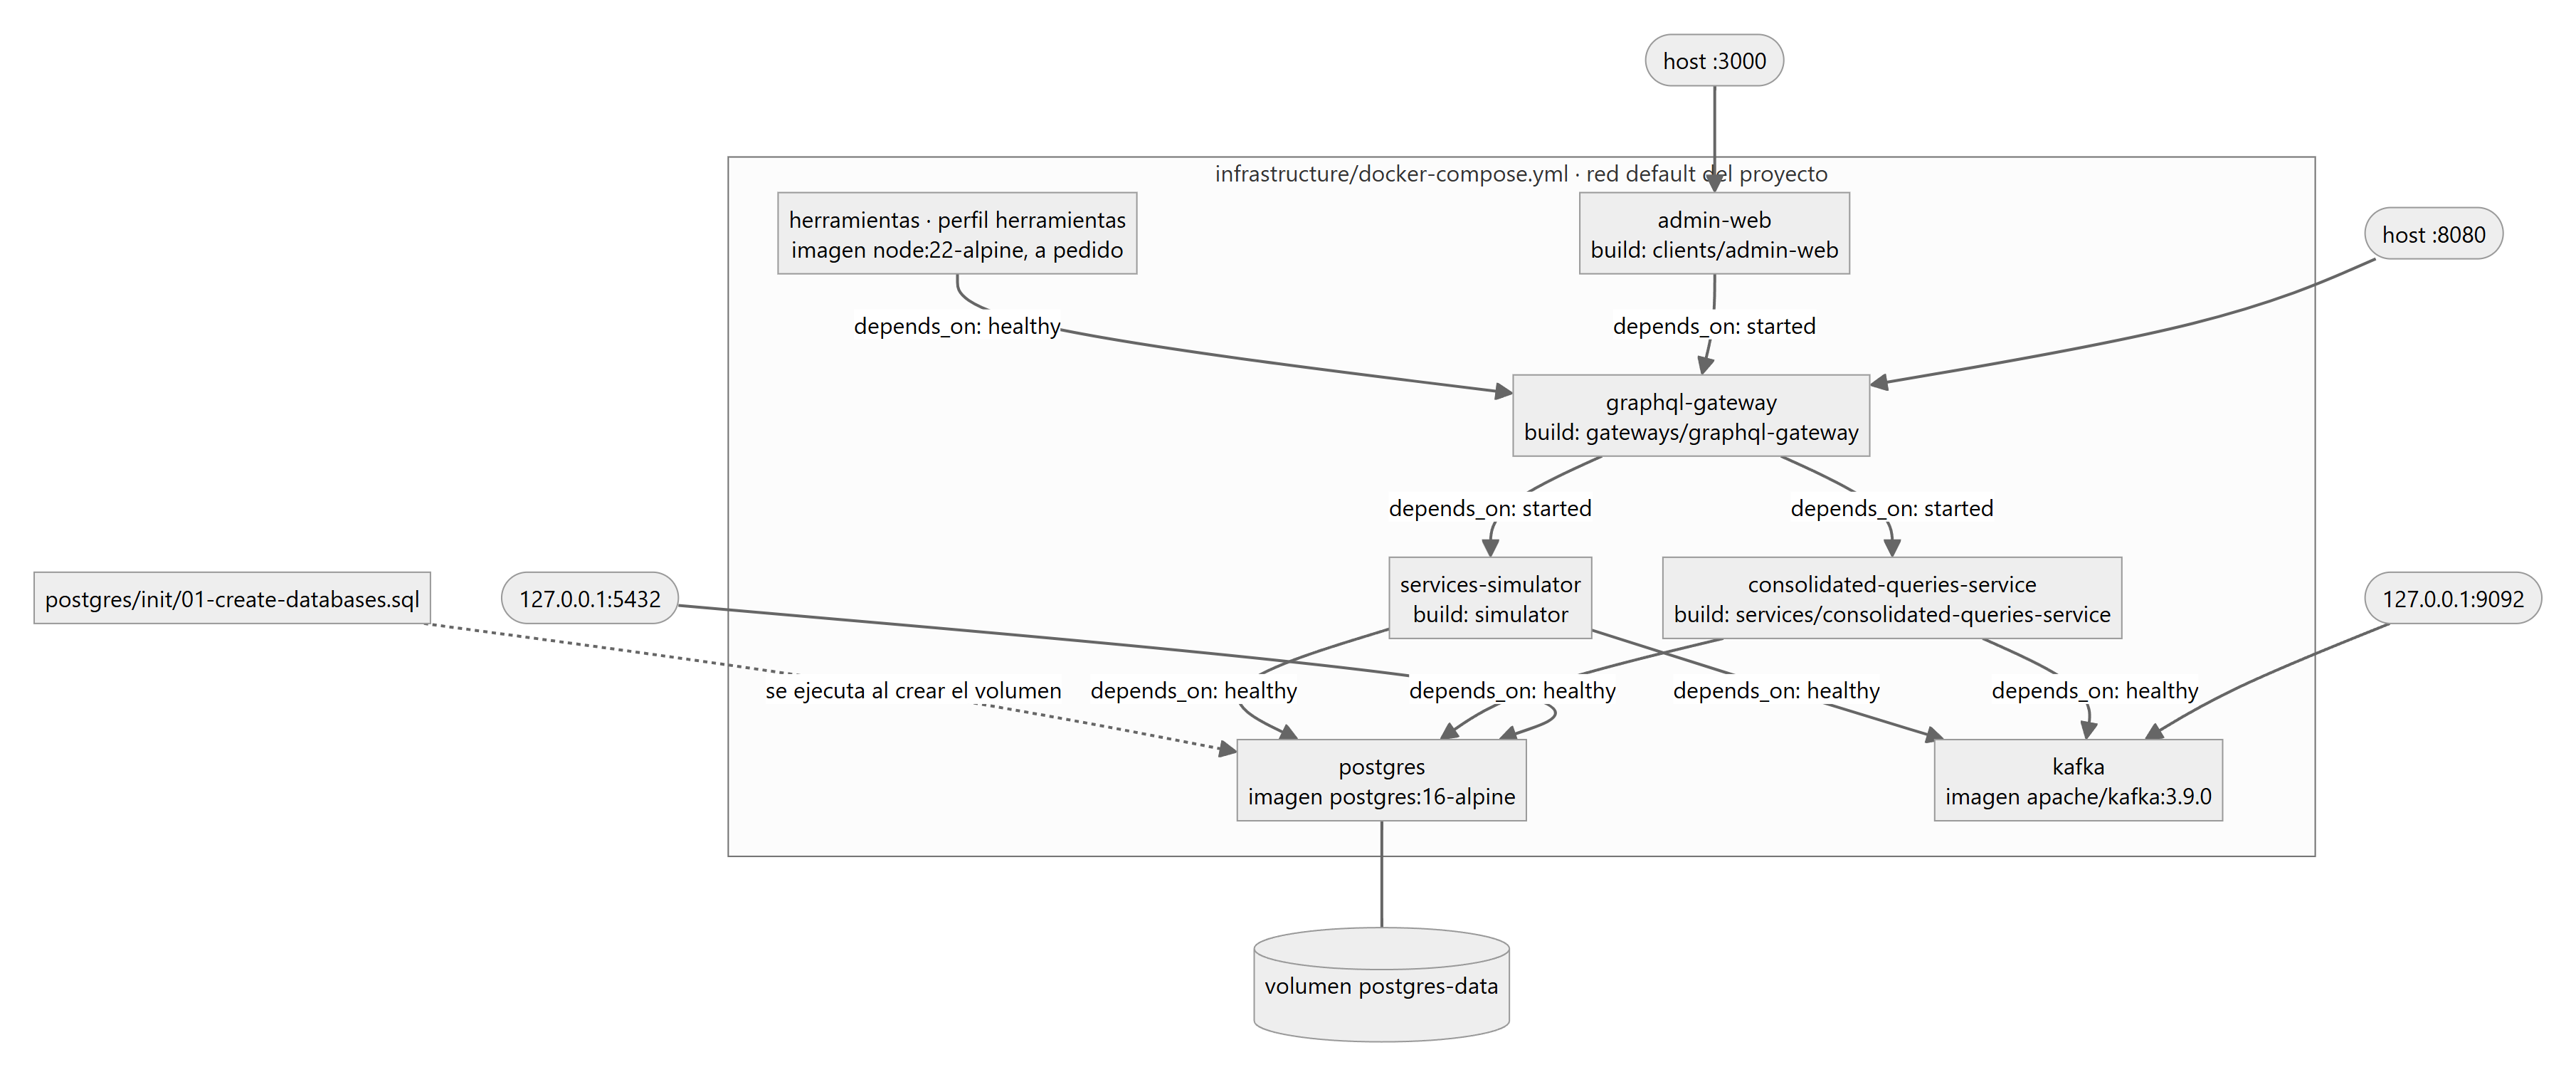 host :3000
infrastructure/docker-compose.yml · red default del proyecto
herramientas · perfil herramientas
imagen node:22-alpine, a pedido
admin-web
build: clients/admin-web
host :8080
depends_on: healthy
depends_on: started
graphql-gateway
build: gateways/graphql-gateway
depends_on: started
depends_on: started
postgres/init/01-create-databases.sql
127.0.0.1:5432
services-simulator
build: simulator
consolidated-queries-service
build: services/consolidated-queries-service
127.0.0.1:9092
se ejecuta al crear el volumen
depends_on: healthy
depends_on: healthy
depends_on: healthy
depends_on: healthy
postgres
imagen postgres:16-alpine
kafka
imagen apache/kafka:3.9.0
volumen postgres-data